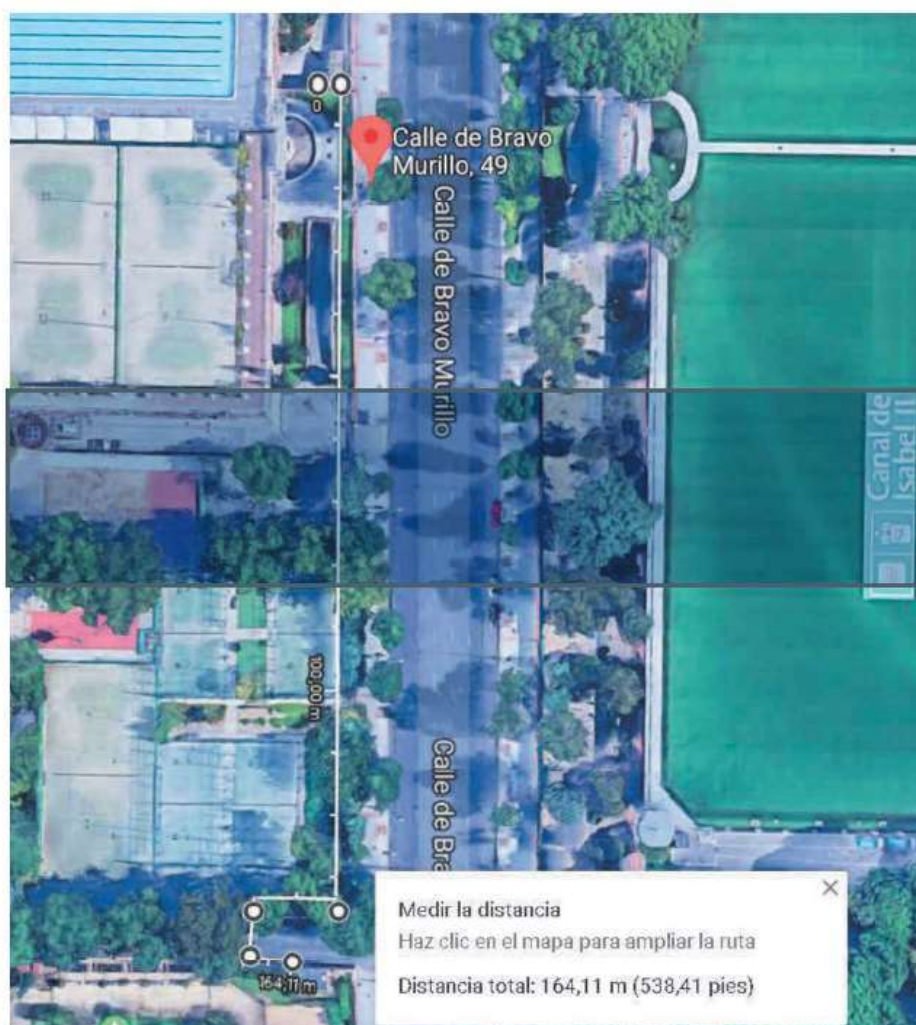 0
Calle de Bravo
Murillo, 49
Calle de Bravo Murillo
Canal de
Isabel II
100,00 m
Calle de Bra
164,11 m
Medir la distancia
Haz clic en el mapa para ampliar la ruta
Distancia total: 164,11 m (538,41 pies)